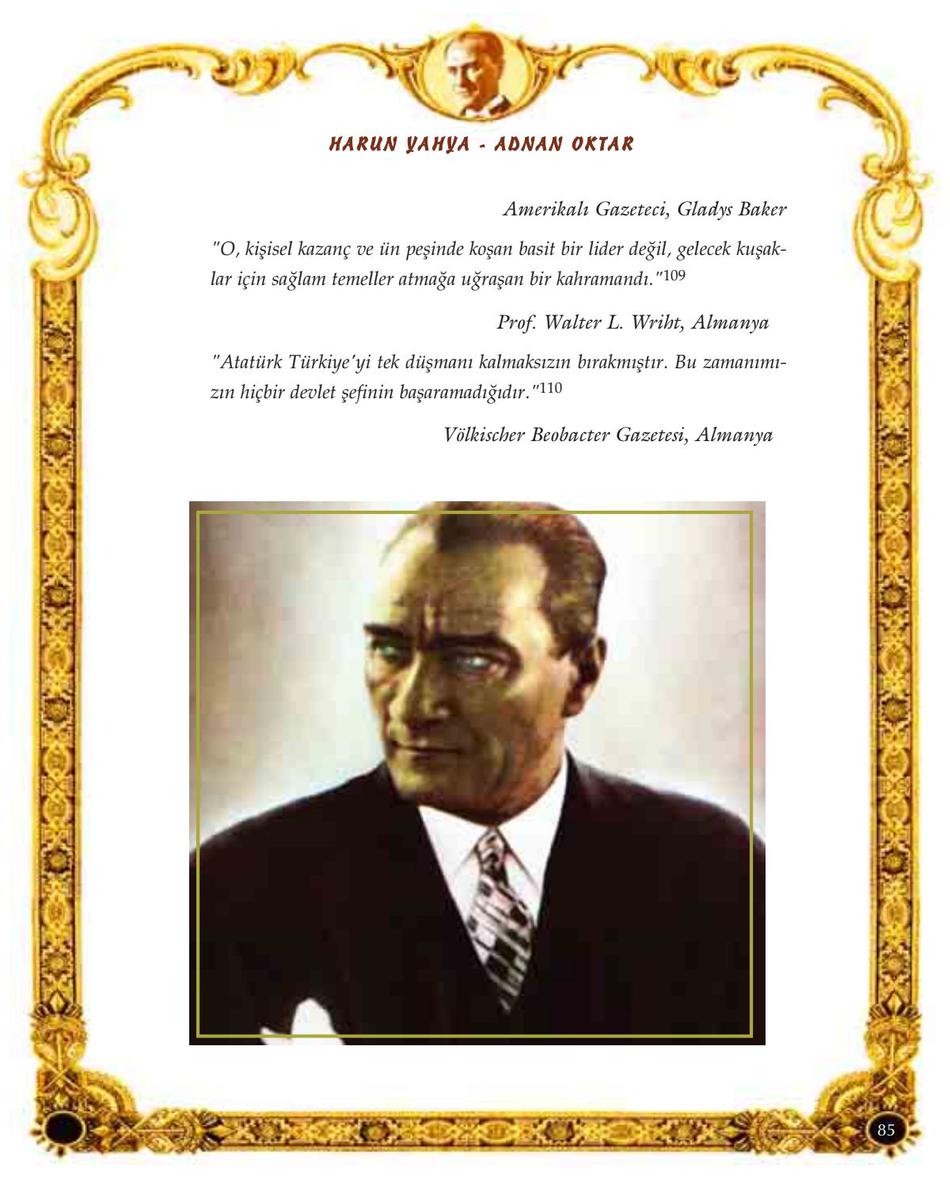 HARUN YAHYA - ADNAN OKTAR
Amerikalı Gazeteci, Gladys Baker
"O, kişisel kazanç ve ün peşinde koşan basit bir lider değil, gelecek kuşak-
lar için sağlam temeller atmağa uğraşan bir kahramandı."109
Prof. Walter L. Wriht, Almanya
"Atatürk Türkiye'yi tek düşmanı kalmaksızın bırakmıştır. Bu zamanımı-
zın hiçbir devlet şefinin başaramadığıdır."110
Völkischer Beobacter Gazetesi, Almanya
85